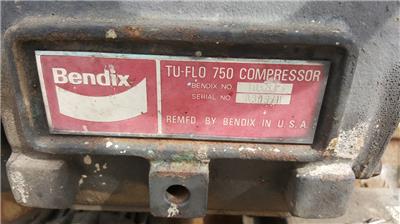 Bendix
TU-FLO 750 COMPRESSOR
BENDIX NO.
SERIAL NO.
REMFD. BY BENDIX IN U.S.A.